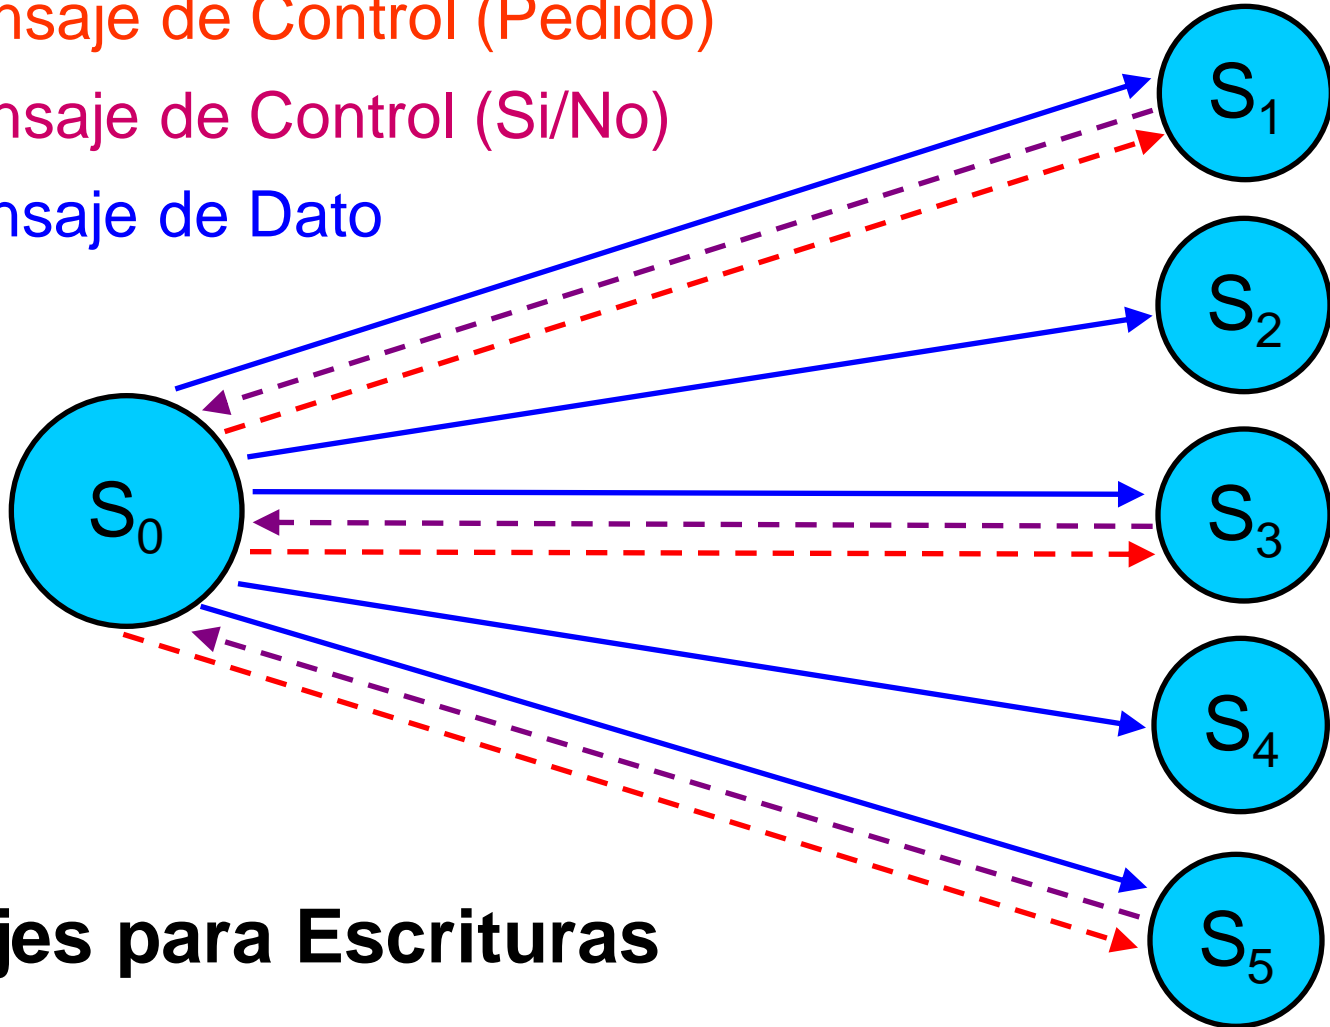 nsaje de Control (Pedido)
nsaje de Control (Si/No)
nsaje de Dato
S1
S2
S0
S3
S4
S5
jes para Escrituras